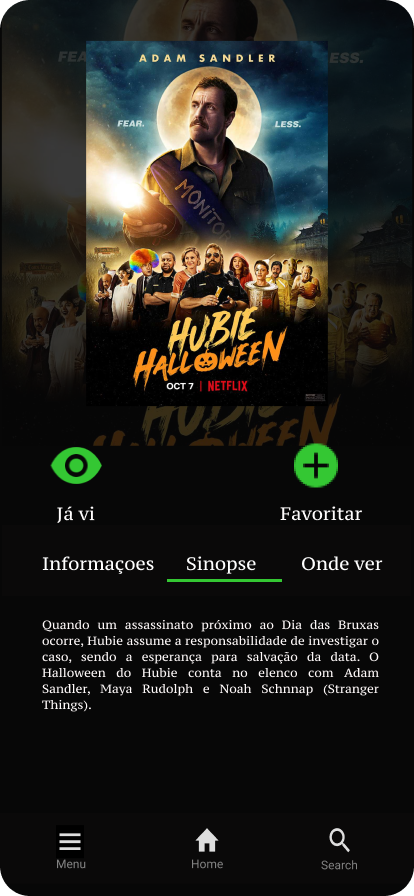 ADAM SANDLER
FEAR. LESS.
MONITOR
HUBIE
HALLOWEEN
OCT 7 | NETFLIX
Já vi Favoritar
Informaçoes Sinopse Onde ver
Quando um assassinato próximo ao Dia das Bruxas
ocorre, Hubie assume a responsabilidade de investigar o
caso, sendo a esperança para salvação da data. O
Halloween do Hubie conta no elenco com Adam
Sandler, Maya Rudolph e Noah Schnnap (Stranger
Things).
Menu Home Search